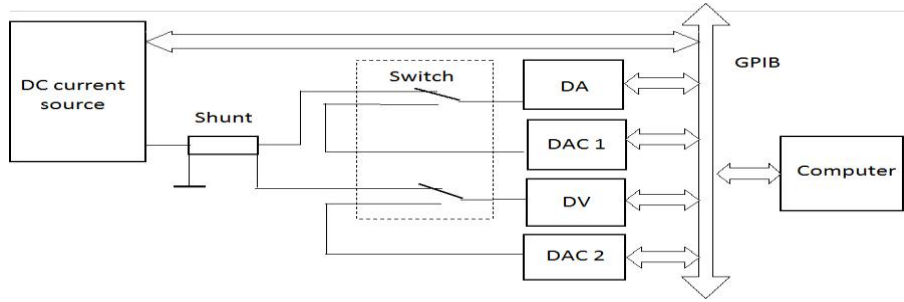 DC current
source
Shunt
Switch
DA
DAC 1
DV
DAC 2
GPIB
Computer